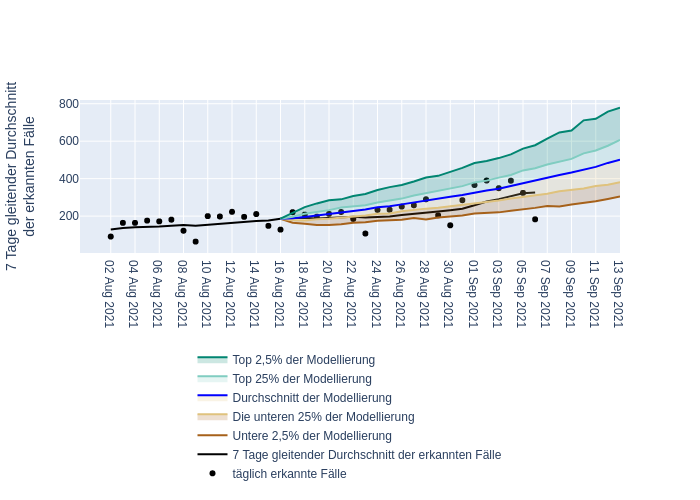 7 Tage gleitender Durchschnitt
der erkannten Fälle
800
600
400
200
02 Aug 2021
04 Aug 2021
06 Aug 2021
08 Aug 2021
10 Aug 2021
12 Aug 2021
14 Aug 2021
16 Aug 2021
18 Aug 2021
20 Aug 2021
22 Aug 2021
24 Aug 2021
26 Aug 2021
28 Aug 2021
30 Aug 2021
01 Sep 2021
03 Sep 2021
05 Sep 2021
07 Sep 2021
09 Sep 2021
11 Sep 2021
13 Sep 2021
Top 2,5% der Modellierung
Top 25% der Modellierung
Durchschnitt der Modellierung
Die unteren 25% der Modellierung
Untere 2,5% der Modellierung
7 Tage gleitender Durchschnitt der erkannten Fälle
täglich erkannte Fälle